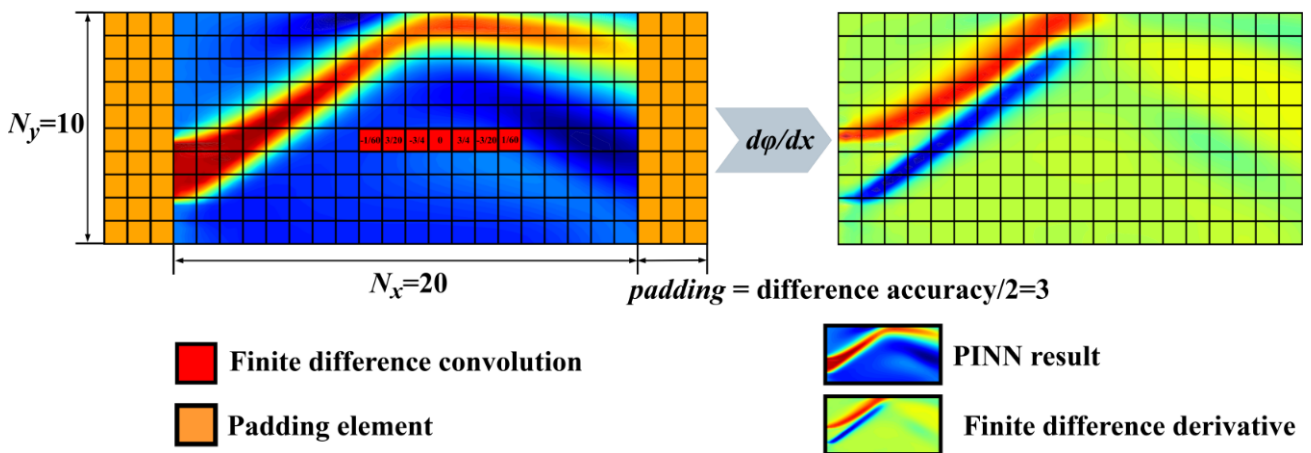 N_y=10
-1/60 3/20 -3/4 0 3/4 -3/20 1/60
dφ/dx
N_x=20
padding = difference accuracy/2=3
Finite difference convolution
PINN result
Padding element
Finite difference derivative